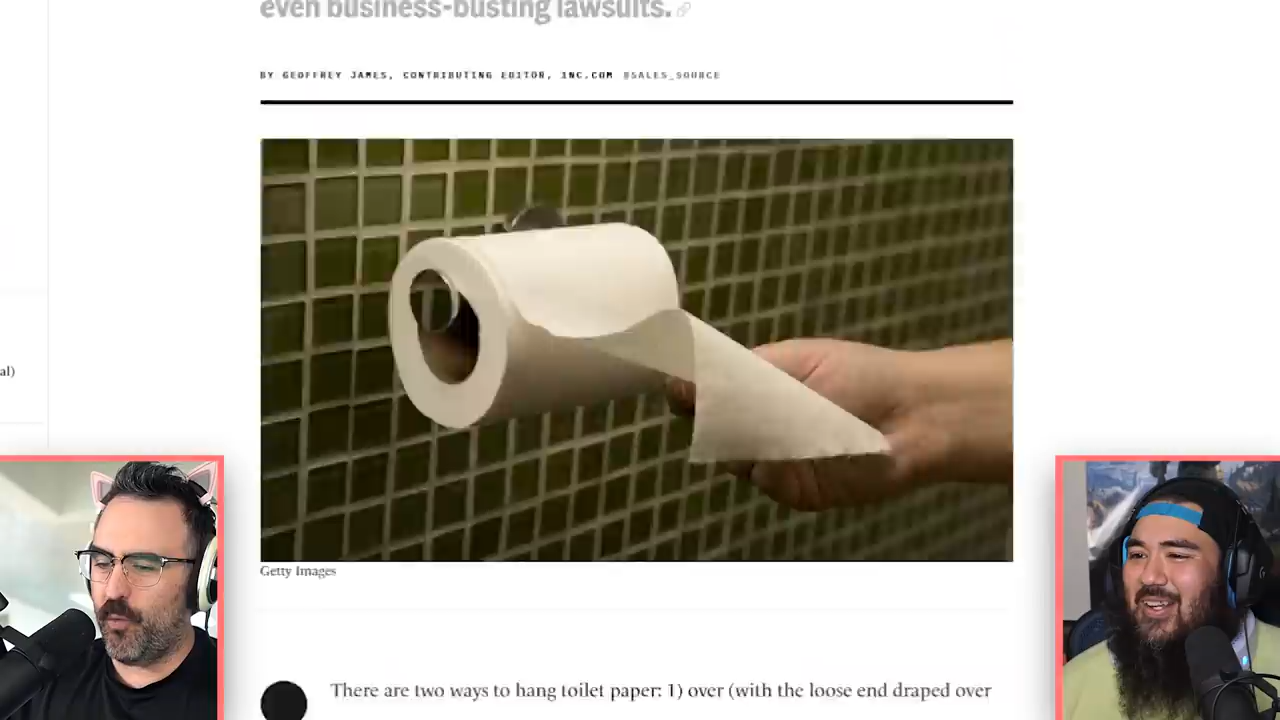 even business-busting lawsuits.
BY GEOFFREY JAMES, CONTRIBUTING EDITOR, INC.COM @SALES_SOURCE
al)
Getty Images
There are two ways to hang toilet paper: 1) over (with the loose end draped over